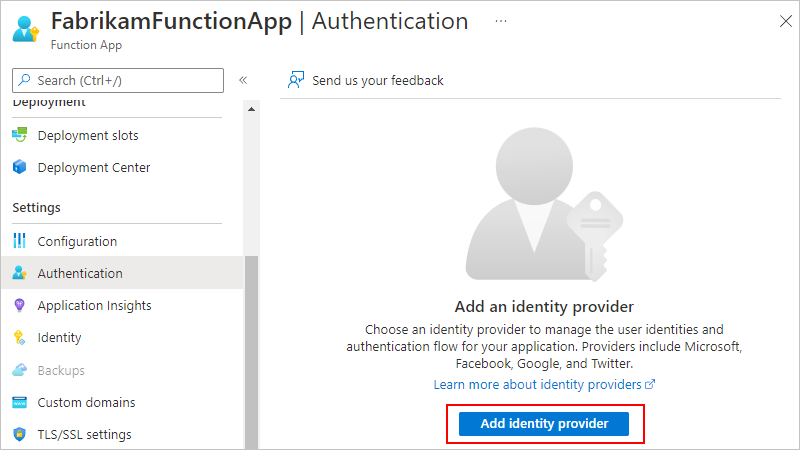 FabrikamFunctionApp | Authentication ...
Function App
Search (Ctrl+/)
«
Deployment
Deployment slots
Deployment Center
Settings
Configuration
Authentication
Application Insights
Identity
Backups
Custom domains
TLS/SSL settings
Send us your feedback
Add an identity provider
Choose an identity provider to manage the user identities and
authentication flow for your application. Providers include Microsoft,
Facebook, Google, and Twitter.
Learn more about identity providers
Add identity provider